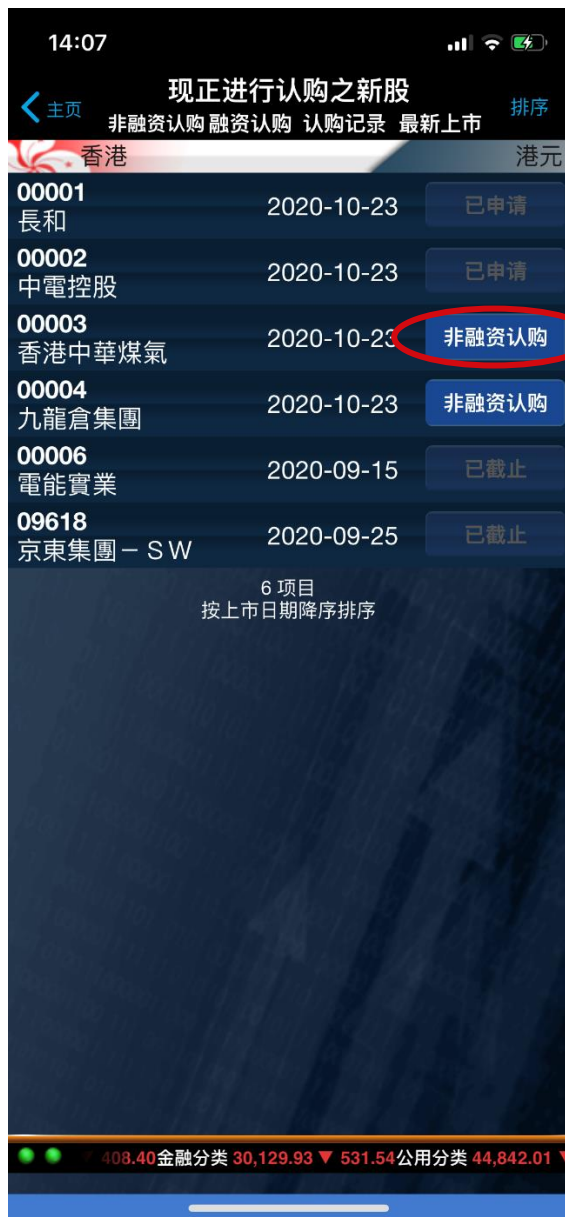 14:07
主页
现正进行认购之新股
排序
非融资认购 融资认购 认购记录 最新上市
香港 港元
00001
長和 2020-10-23 已申请
00002
中電控股 2020-10-23 已申请
00003
香港中華煤氣 2020-10-23 非融资认购
00004
九龍倉集團 2020-10-23 非融资认购
00006
電能實業 2020-09-15 已截止
09618
京東集團－ＳＷ 2020-09-25 已截止
6 项目
按上市日期降序排序
▼ 408.40金融分类 30,129.93 ▼ 531.54公用分类 44,842.01 ▼